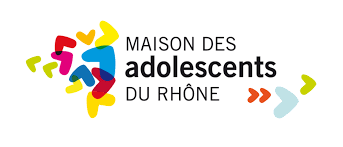 MAISON DES
adolescents
DU RHÔNE